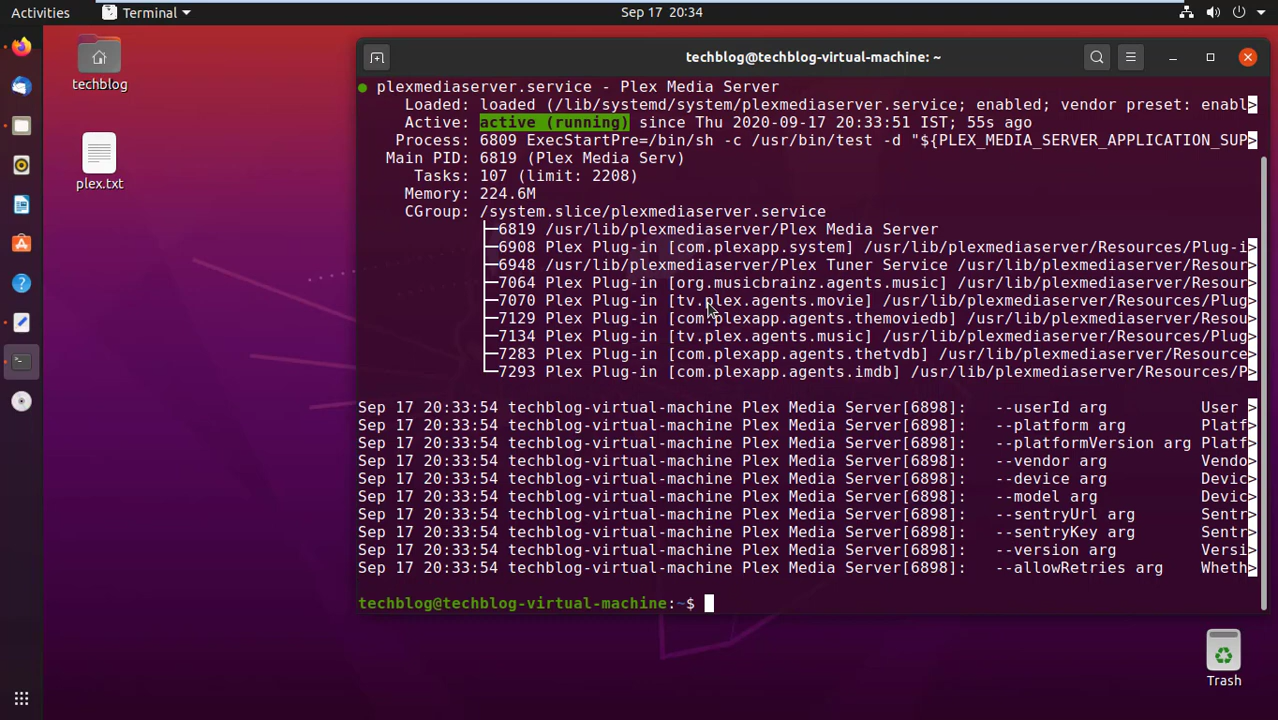 Activities Terminal Sep 17 20:34
techblog
plex.txt
techblog@techblog-virtual-machine: ~
plexmediaserver.service - Plex Media Server
Loaded: loaded (/lib/systemd/system/plexmediaserver.service; enabled; vendor preset: enabl>
Active: active (running) since Thu 2020-09-17 20:33:51 IST; 55s ago
Process: 6809 ExecStartPre=/bin/sh -c /usr/bin/test -d "${PLEX_MEDIA_SERVER_APPLICATION_SUP>
Main PID: 6819 (Plex Media Serv)
Tasks: 107 (limit: 2208)
Memory: 224.6M
CGroup: /system.slice/plexmediaserver.service
├─6819 /usr/lib/plexmediaserver/Plex Media Server
├─6908 Plex Plug-in [com.plexapp.system] /usr/lib/plexmediaserver/Resources/Plug-i>
├─6948 /usr/lib/plexmediaserver/Plex Tuner Service /usr/lib/plexmediaserver/Resour>
├─7064 Plex Plug-in [org.musicbrainz.agents.music] /usr/lib/plexmediaserver/Resour>
├─7070 Plex Plug-in [tv.plex.agents.movie] /usr/lib/plexmediaserver/Resources/Plug>
├─7129 Plex Plug-in [com.plexapp.agents.themoviedb] /usr/lib/plexmediaserver/Resou>
├─7134 Plex Plug-in [tv.plex.agents.music] /usr/lib/plexmediaserver/Resources/Plug>
├─7283 Plex Plug-in [com.plexapp.agents.thetvdb] /usr/lib/plexmediaserver/Resource>
└─7293 Plex Plug-in [com.plexapp.agents.imdb] /usr/lib/plexmediaserver/Resources/P>
Sep 17 20:33:54 techblog-virtual-machine Plex Media Server[6898]: --userId arg User >
Sep 17 20:33:54 techblog-virtual-machine Plex Media Server[6898]: --platform arg Platf>
Sep 17 20:33:54 techblog-virtual-machine Plex Media Server[6898]: --platformVersion arg Platf>
Sep 17 20:33:54 techblog-virtual-machine Plex Media Server[6898]: --vendor arg Vendo>
Sep 17 20:33:54 techblog-virtual-machine Plex Media Server[6898]: --device arg Devic>
Sep 17 20:33:54 techblog-virtual-machine Plex Media Server[6898]: --model arg Devic>
Sep 17 20:33:54 techblog-virtual-machine Plex Media Server[6898]: --sentryUrl arg Sentr>
Sep 17 20:33:54 techblog-virtual-machine Plex Media Server[6898]: --sentryKey arg Sentr>
Sep 17 20:33:54 techblog-virtual-machine Plex Media Server[6898]: --version arg Versi>
Sep 17 20:33:54 techblog-virtual-machine Plex Media Server[6898]: --allowRetries arg Wheth>
techblog@techblog-virtual-machine:~$
Trash